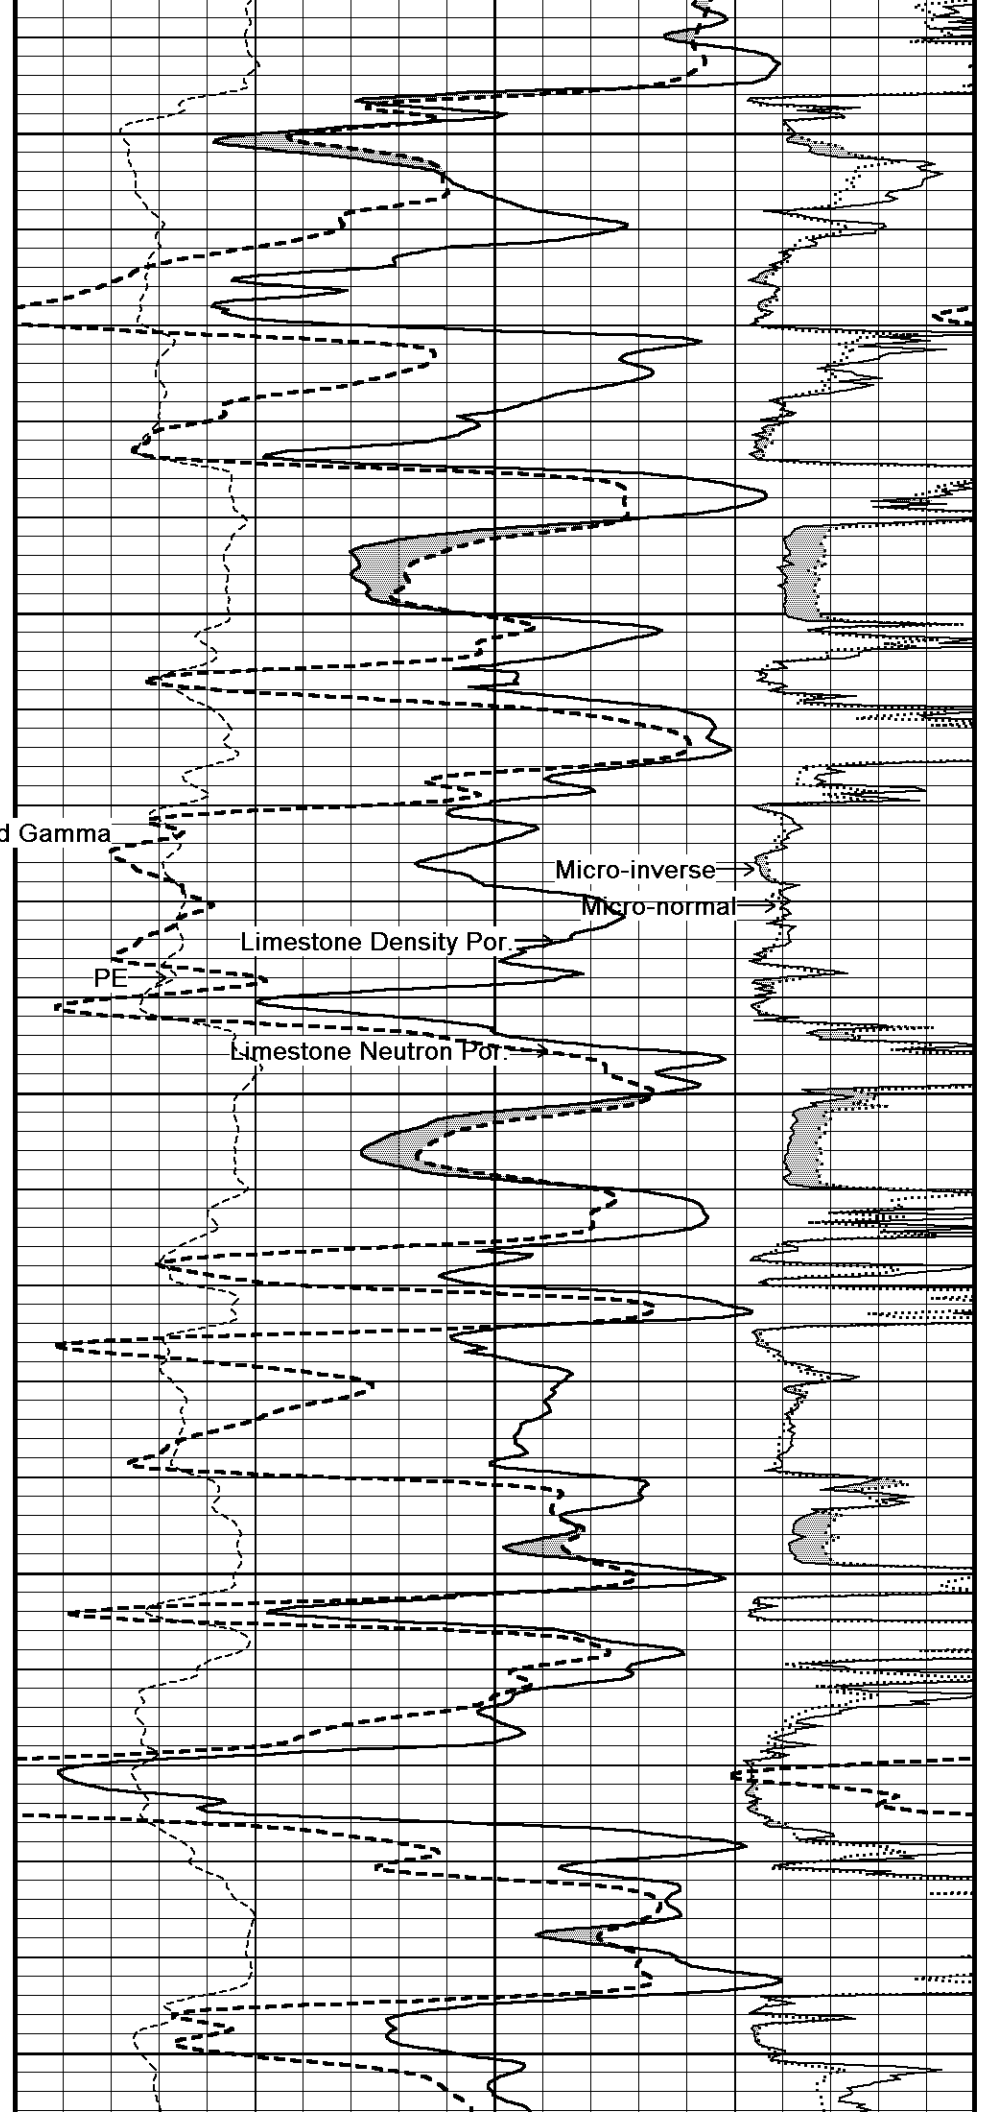 d Gamma
Micro-inverse
Micro-normal
Limestone Density Por.
PE
Limestone Neutron Por.